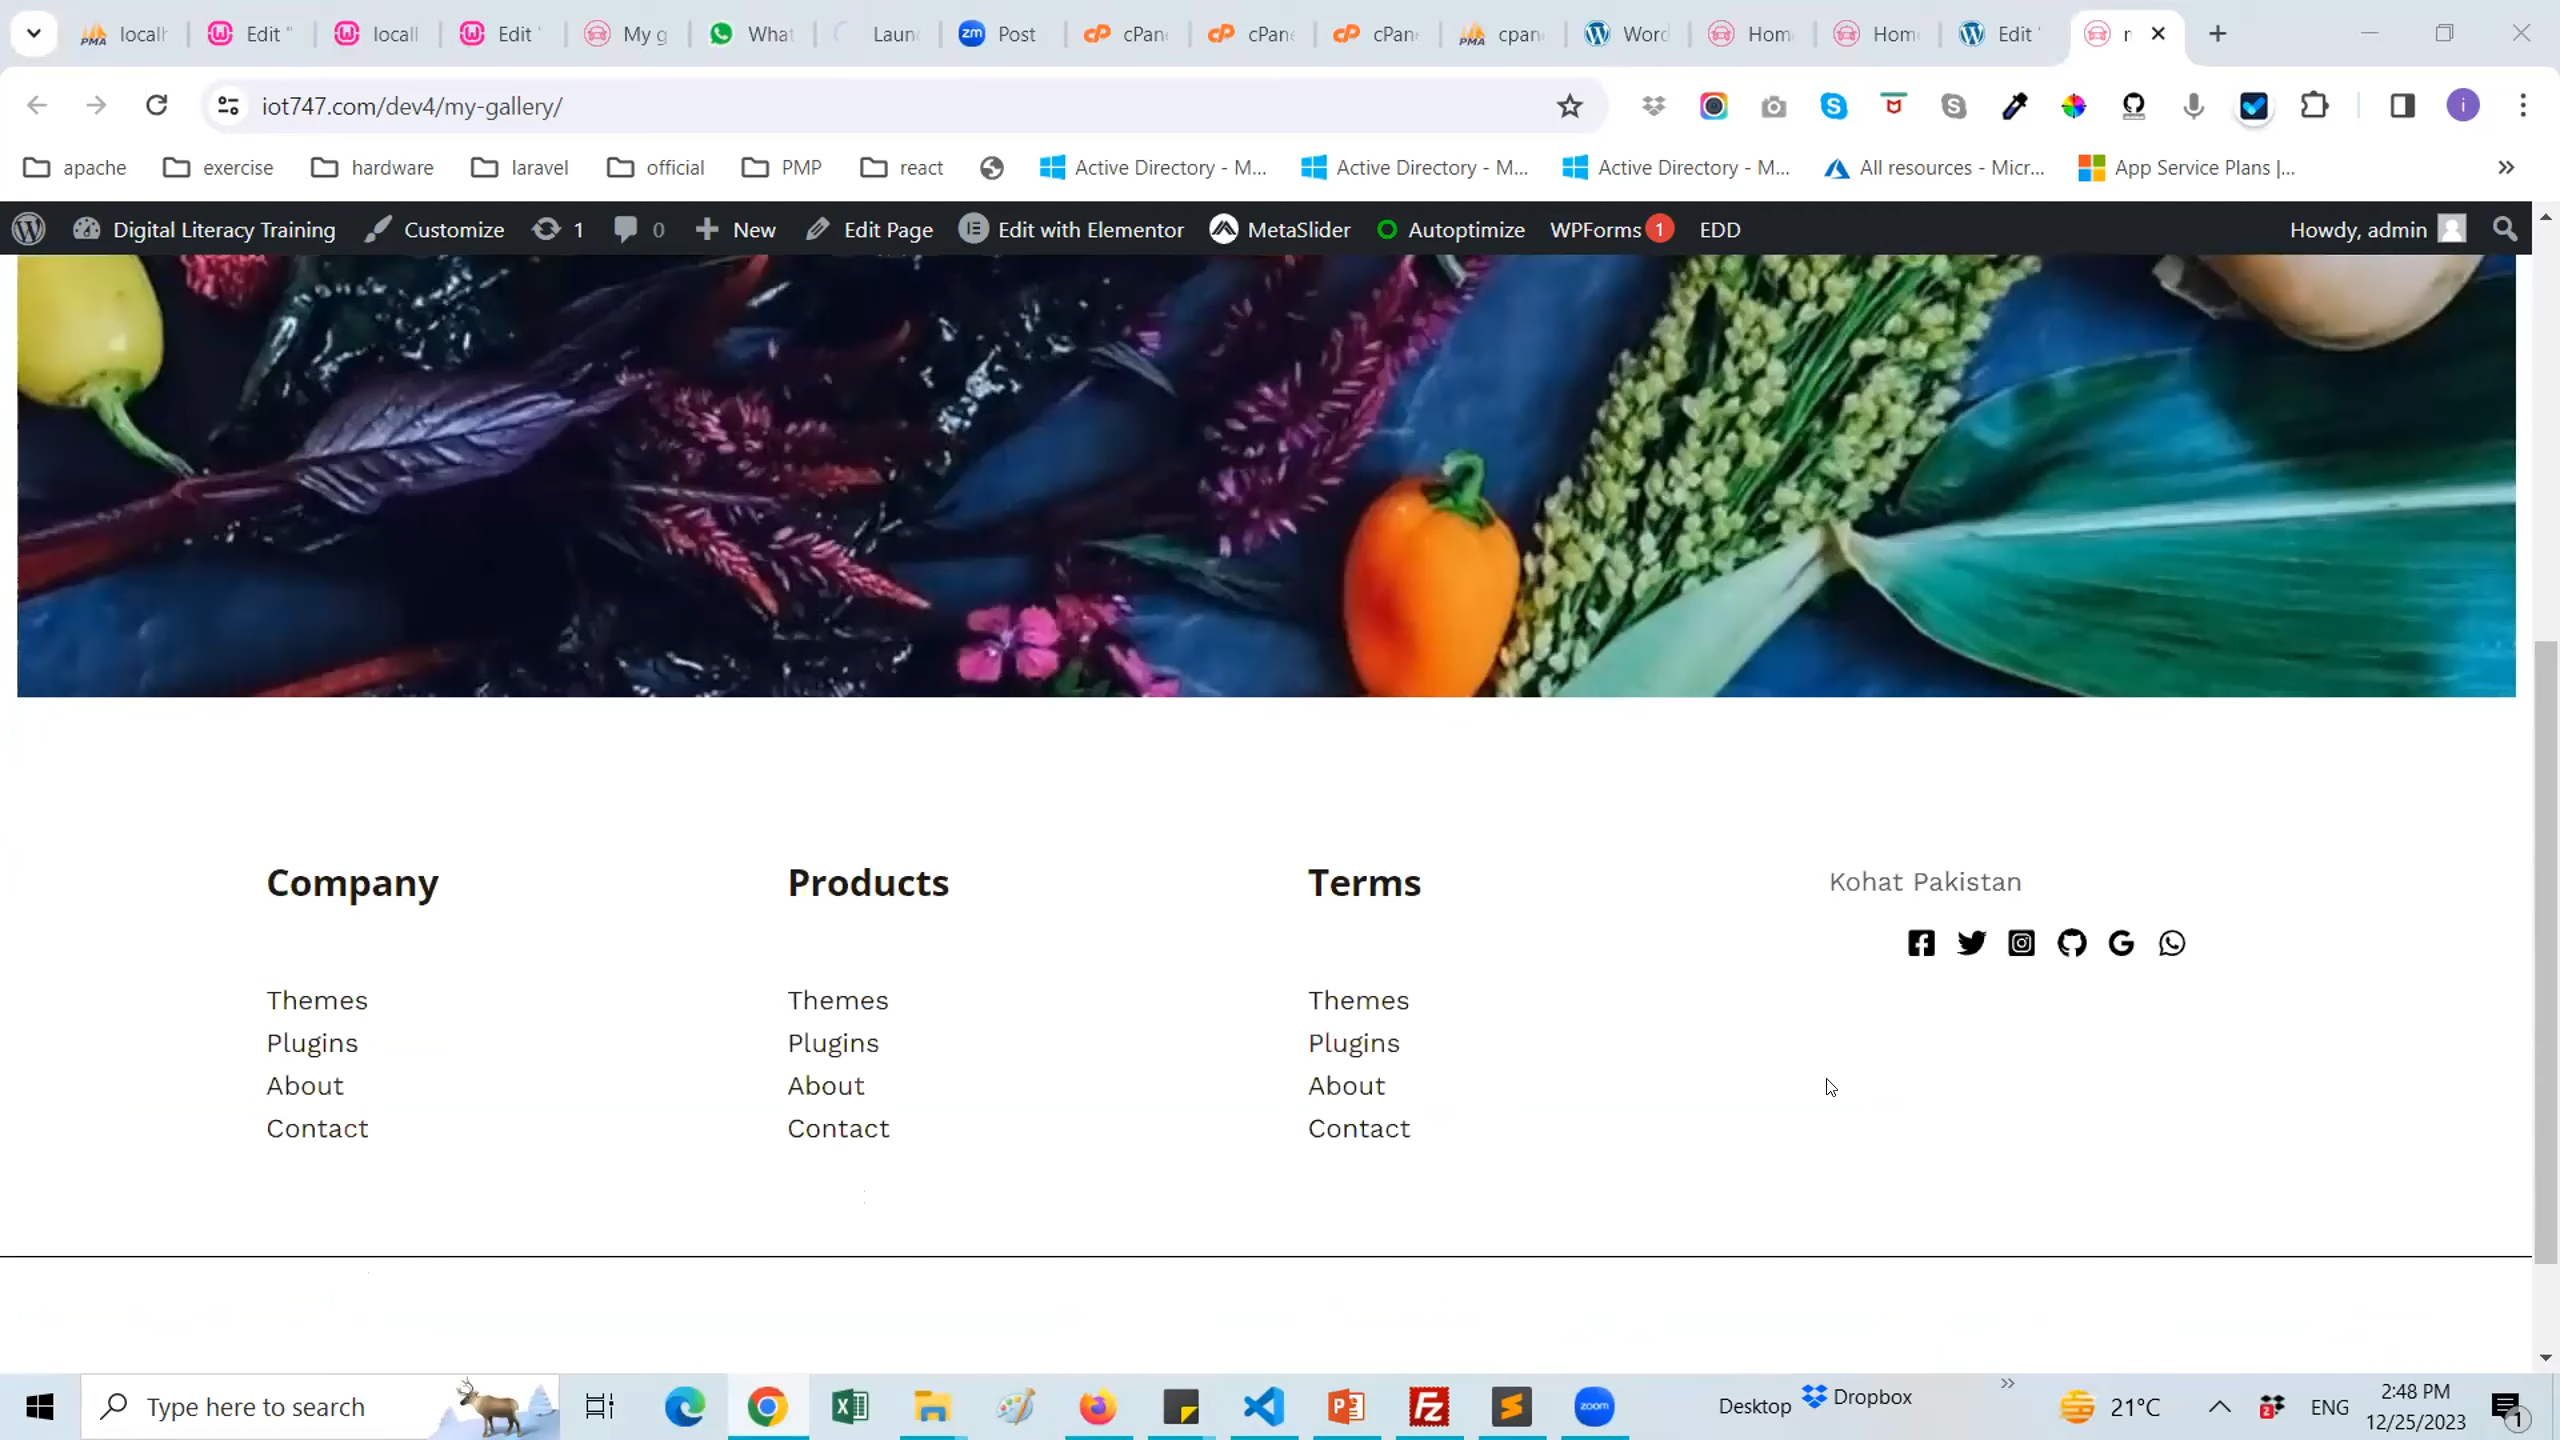 localh
Edit "
locall
Edit '
My g
What
Laun
Post
cPan
cPan
cPan
cpan
Word
Hom
Hom
Edit '
iot747.com/dev4/my-gallery/
apache
exercise
hardware
laravel
official
PMP
react
Active Directory - M...
Active Directory - M...
Active Directory - M...
All resources - Micr...
App Service Plans |...
Digital Literacy Training
Customize
1
0
New
Edit Page
Edit with Elementor
MetaSlider
Autoptimize
WPForms 1
EDD
Howdy, admin
Company
Themes
Plugins
About
Contact
Products
Themes
Plugins
About
Contact
Terms
Themes
Plugins
About
Contact
Kohat Pakistan
Type here to search
zoom
Desktop
Dropbox
21°C
ENG
2:48 PM
12/25/2023
1